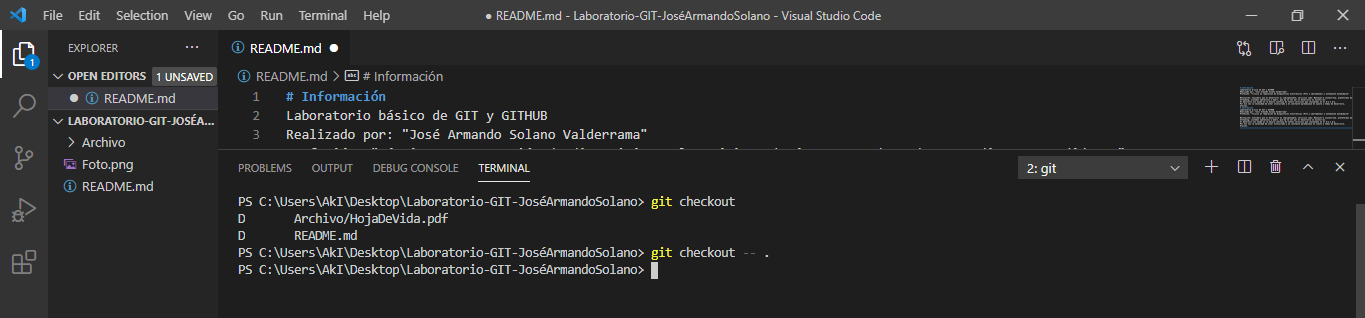 File Edit Selection View Go Run Terminal Help ● README.md - Laboratorio-GIT-JoséArmandoSolano - Visual Studio Code
EXPLORER ···
README.md ●
OPEN EDITORS 1 UNSAVED
1
● README.md
README.md > # Información
1 # Información
2 Laboratorio básico de GIT y GITHUB
3 Realizado por: "José Armando Solano Valderrama"
LABORATORIO-GIT-JOSÉA...
> Archivo
Foto.png
README.md
PROBLEMS OUTPUT DEBUG CONSOLE TERMINAL 2: git
PS C:\Users\AkI\Desktop\Laboratorio-GIT-JoséArmandoSolano> git checkout
D Archivo/HojaDeVida.pdf
D README.md
PS C:\Users\AkI\Desktop\Laboratorio-GIT-JoséArmandoSolano> git checkout -- .
PS C:\Users\AkI\Desktop\Laboratorio-GIT-JoséArmandoSolano>